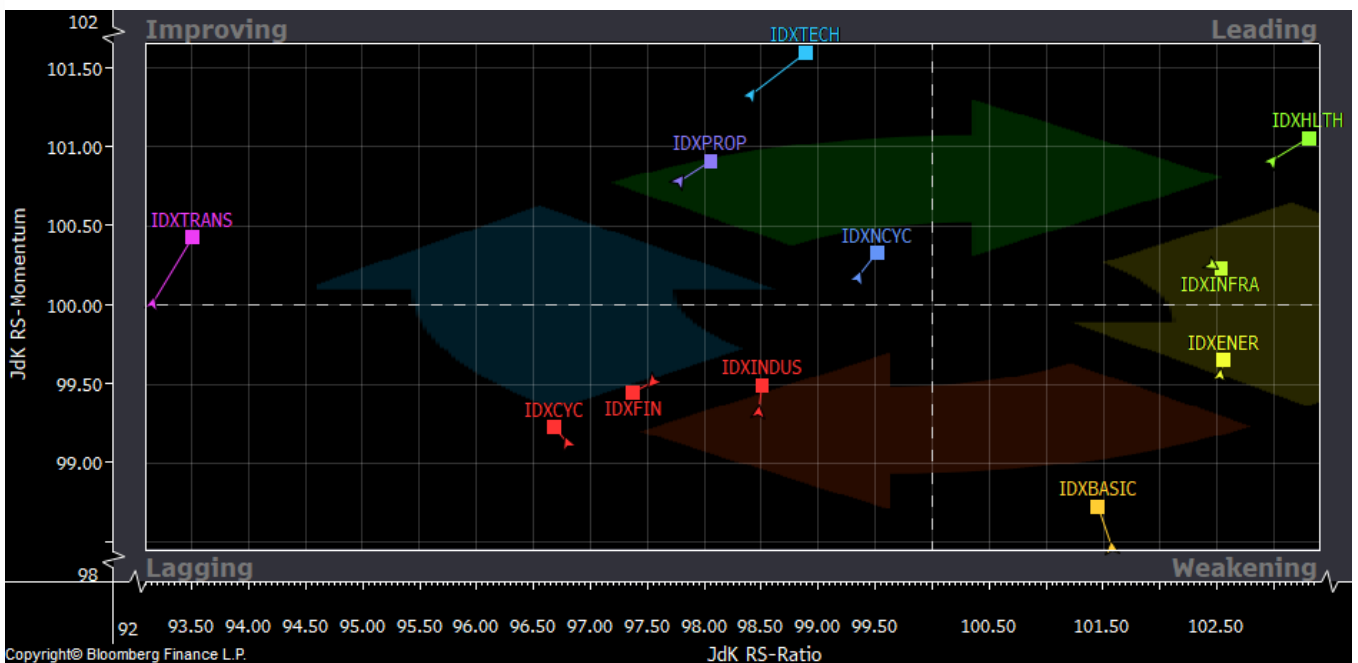 102
Improving
Leading
IDXTECH
101.50
IDXHLTH
101.00
IDXPROP
100.50
IDXTRANS
IDXNCYC
IDXINFRA
100.00
JdK RS-Momentum
IDXENER
99.50
IDXINDUS
IDXFIN
IDXCYC
99.00
IDXBASIC
98
Lagging
Weakening
92 93.50 94.00 94.50 95.00 95.50 96.00 96.50 97.00 97.50 98.00 98.50 99.00 99.50 100.50 101.50 102.50
Copyright© Bloomberg Finance L.P.
JdK RS-Ratio